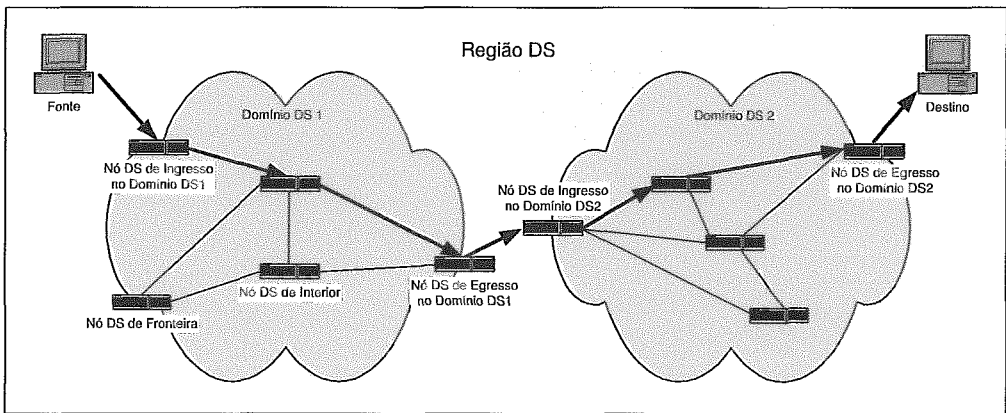 Região DS
Fonte
Destino
Domínio DS 1
Domínio DS 2
Nó DS de Ingresso
no Domínio DS1
Nó DS de Ingresso
no Domínio DS2
Nó DS de Egresso
no Domínio DS2
Nó DS de Interior
Nó DS de Egresso
no Domínio DS1
Nó DS de Fronteira